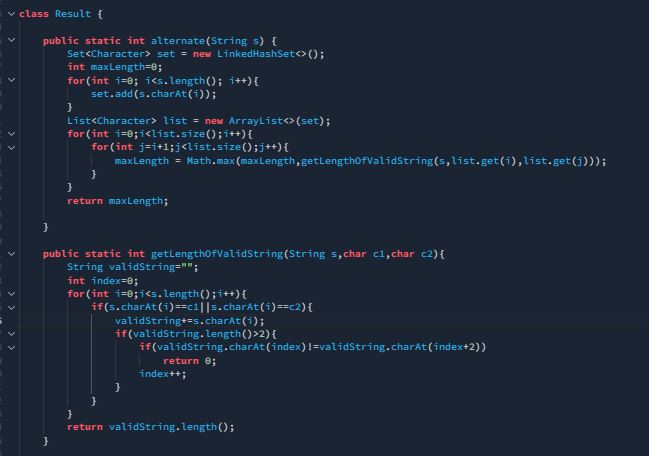 class Result {
    public static int alternate(String s) {
        Set<Character> set = new LinkedHashSet<>();
        int maxLength=0;
        for(int i=0; i<s.length(); i++){
            set.add(s.charAt(i));
        }
        List<Character> list = new ArrayList<>(set);
        for(int i=0;i<list.size();i++){
            for(int j=i+1;j<list.size();j++){
                maxLength = Math.max(maxLength,getLengthOfValidString(s,list.get(i),list.get(j)));
            }
        }
        return maxLength;
    }
    public static int getLengthOfValidString(String s,char c1,char c2){
        String validString="";
        int index=0;
        for(int i=0;i<s.length();i++){
            if(s.charAt(i)==c1||s.charAt(i)==c2){
                validString+=s.charAt(i);
                if(validString.length()>2){
                    if(validString.charAt(index)!=validString.charAt(index+2))
                        return 0;
                    index++;
                }
            }
        }
        return validString.length();
    }